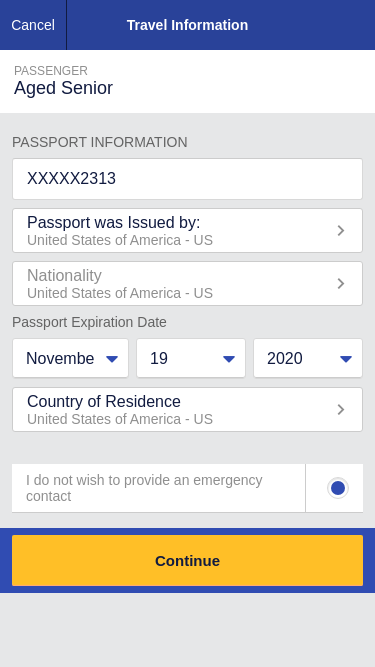 Cancel
Travel Information
PASSENGER
Aged Senior
PASSPORT INFORMATION
XXXXX2313
Passport was Issued by:
United States of America - US
Nationality
United States of America - US
Passport Expiration Date
Novembe 19 2020
Country of Residence
United States of America - US
I do not wish to provide an emergency
contact
Continue